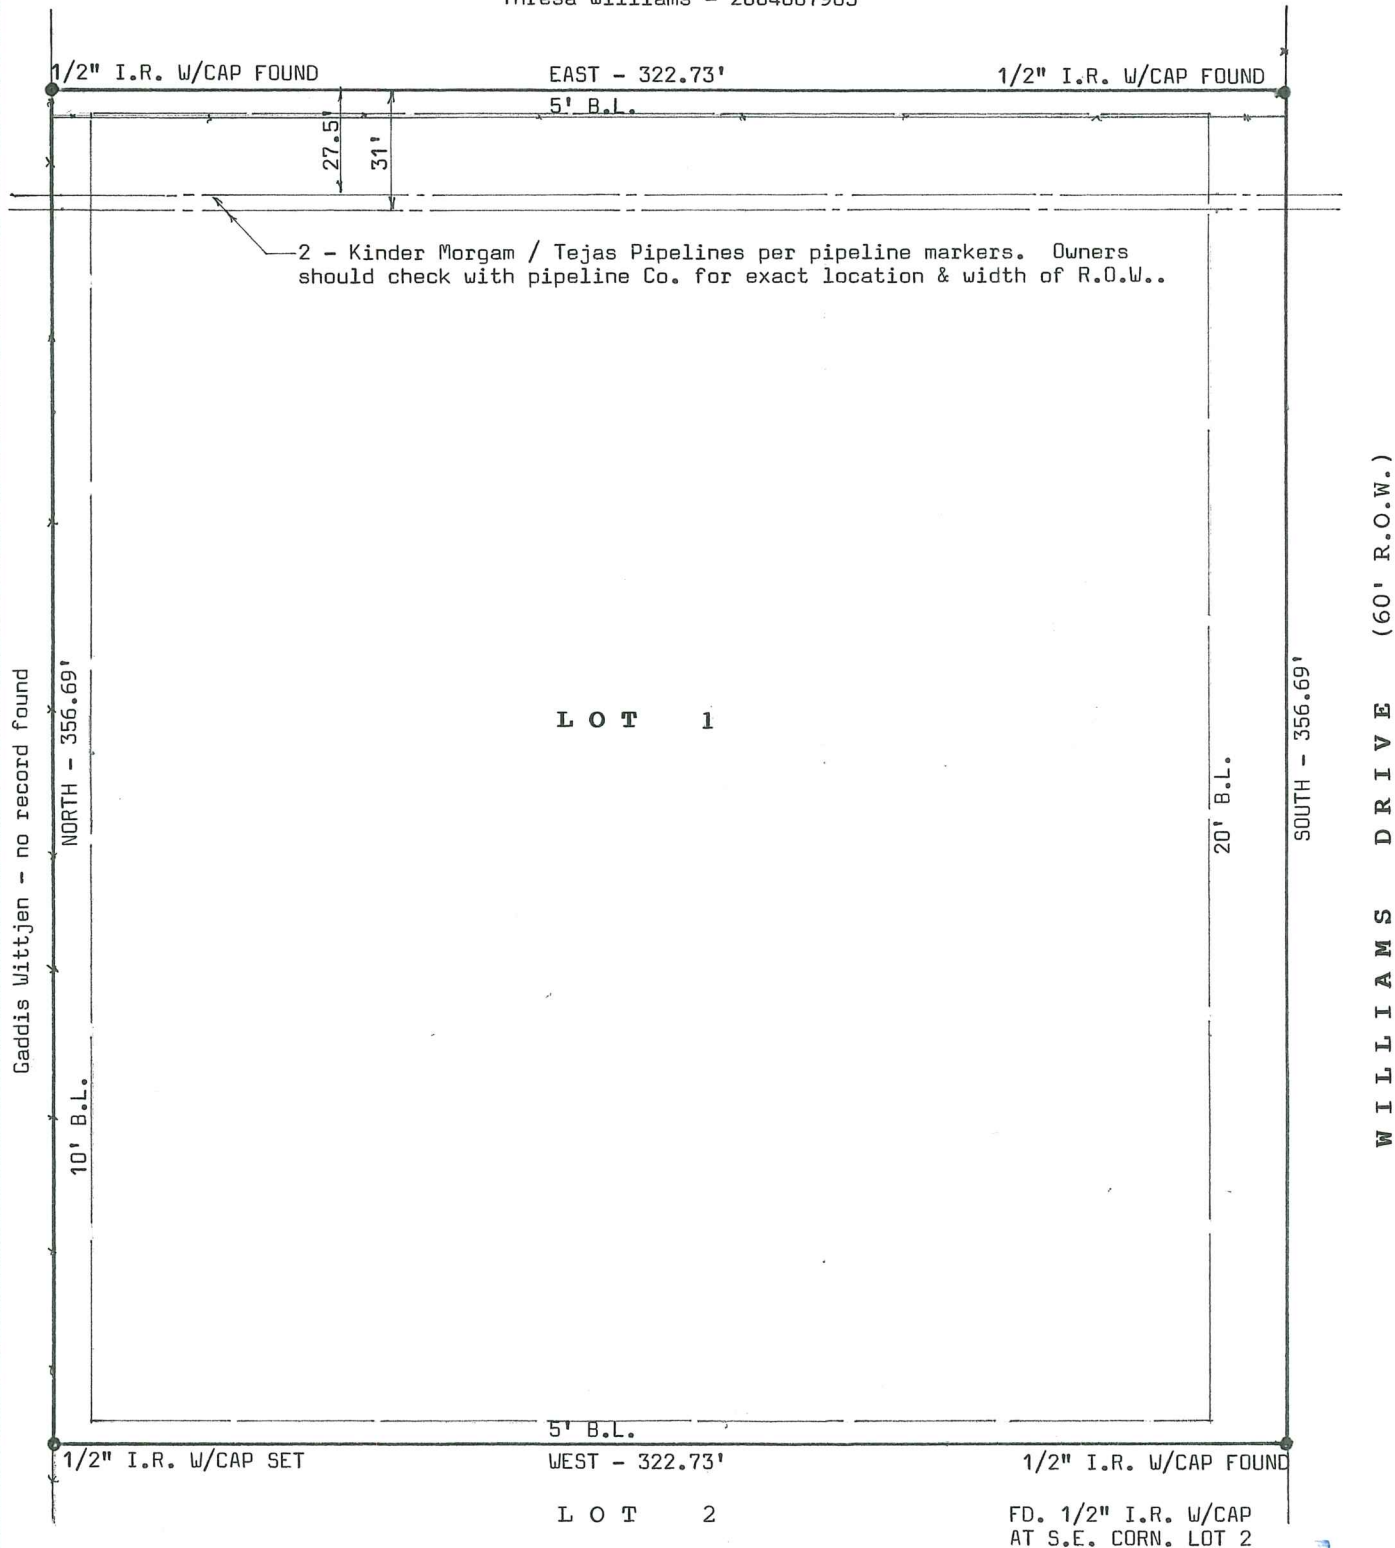 1/2" I.R. W/CAP FOUND
EAST - 322.73'
1/2" I.R. W/CAP FOUND
5' B.L.
27.5'
31'
2 - Kinder Morgam / Tejas Pipelines per pipeline markers. Owners
should check with pipeline Co. for exact location & width of R.O.W..
Gaddis Wittjen - no record found
NORTH - 356.69'
10' B.L.
LOT 1
20' B.L.
SOUTH - 356.69'
WILLIAMS DRIVE (60' R.O.W.)
5' B.L.
1/2" I.R. W/CAP SET
WEST - 322.73'
1/2" I.R. W/CAP FOUND
LOT 2
FD. 1/2" I.R. W/CAP
AT S.E. CORN. LOT 2